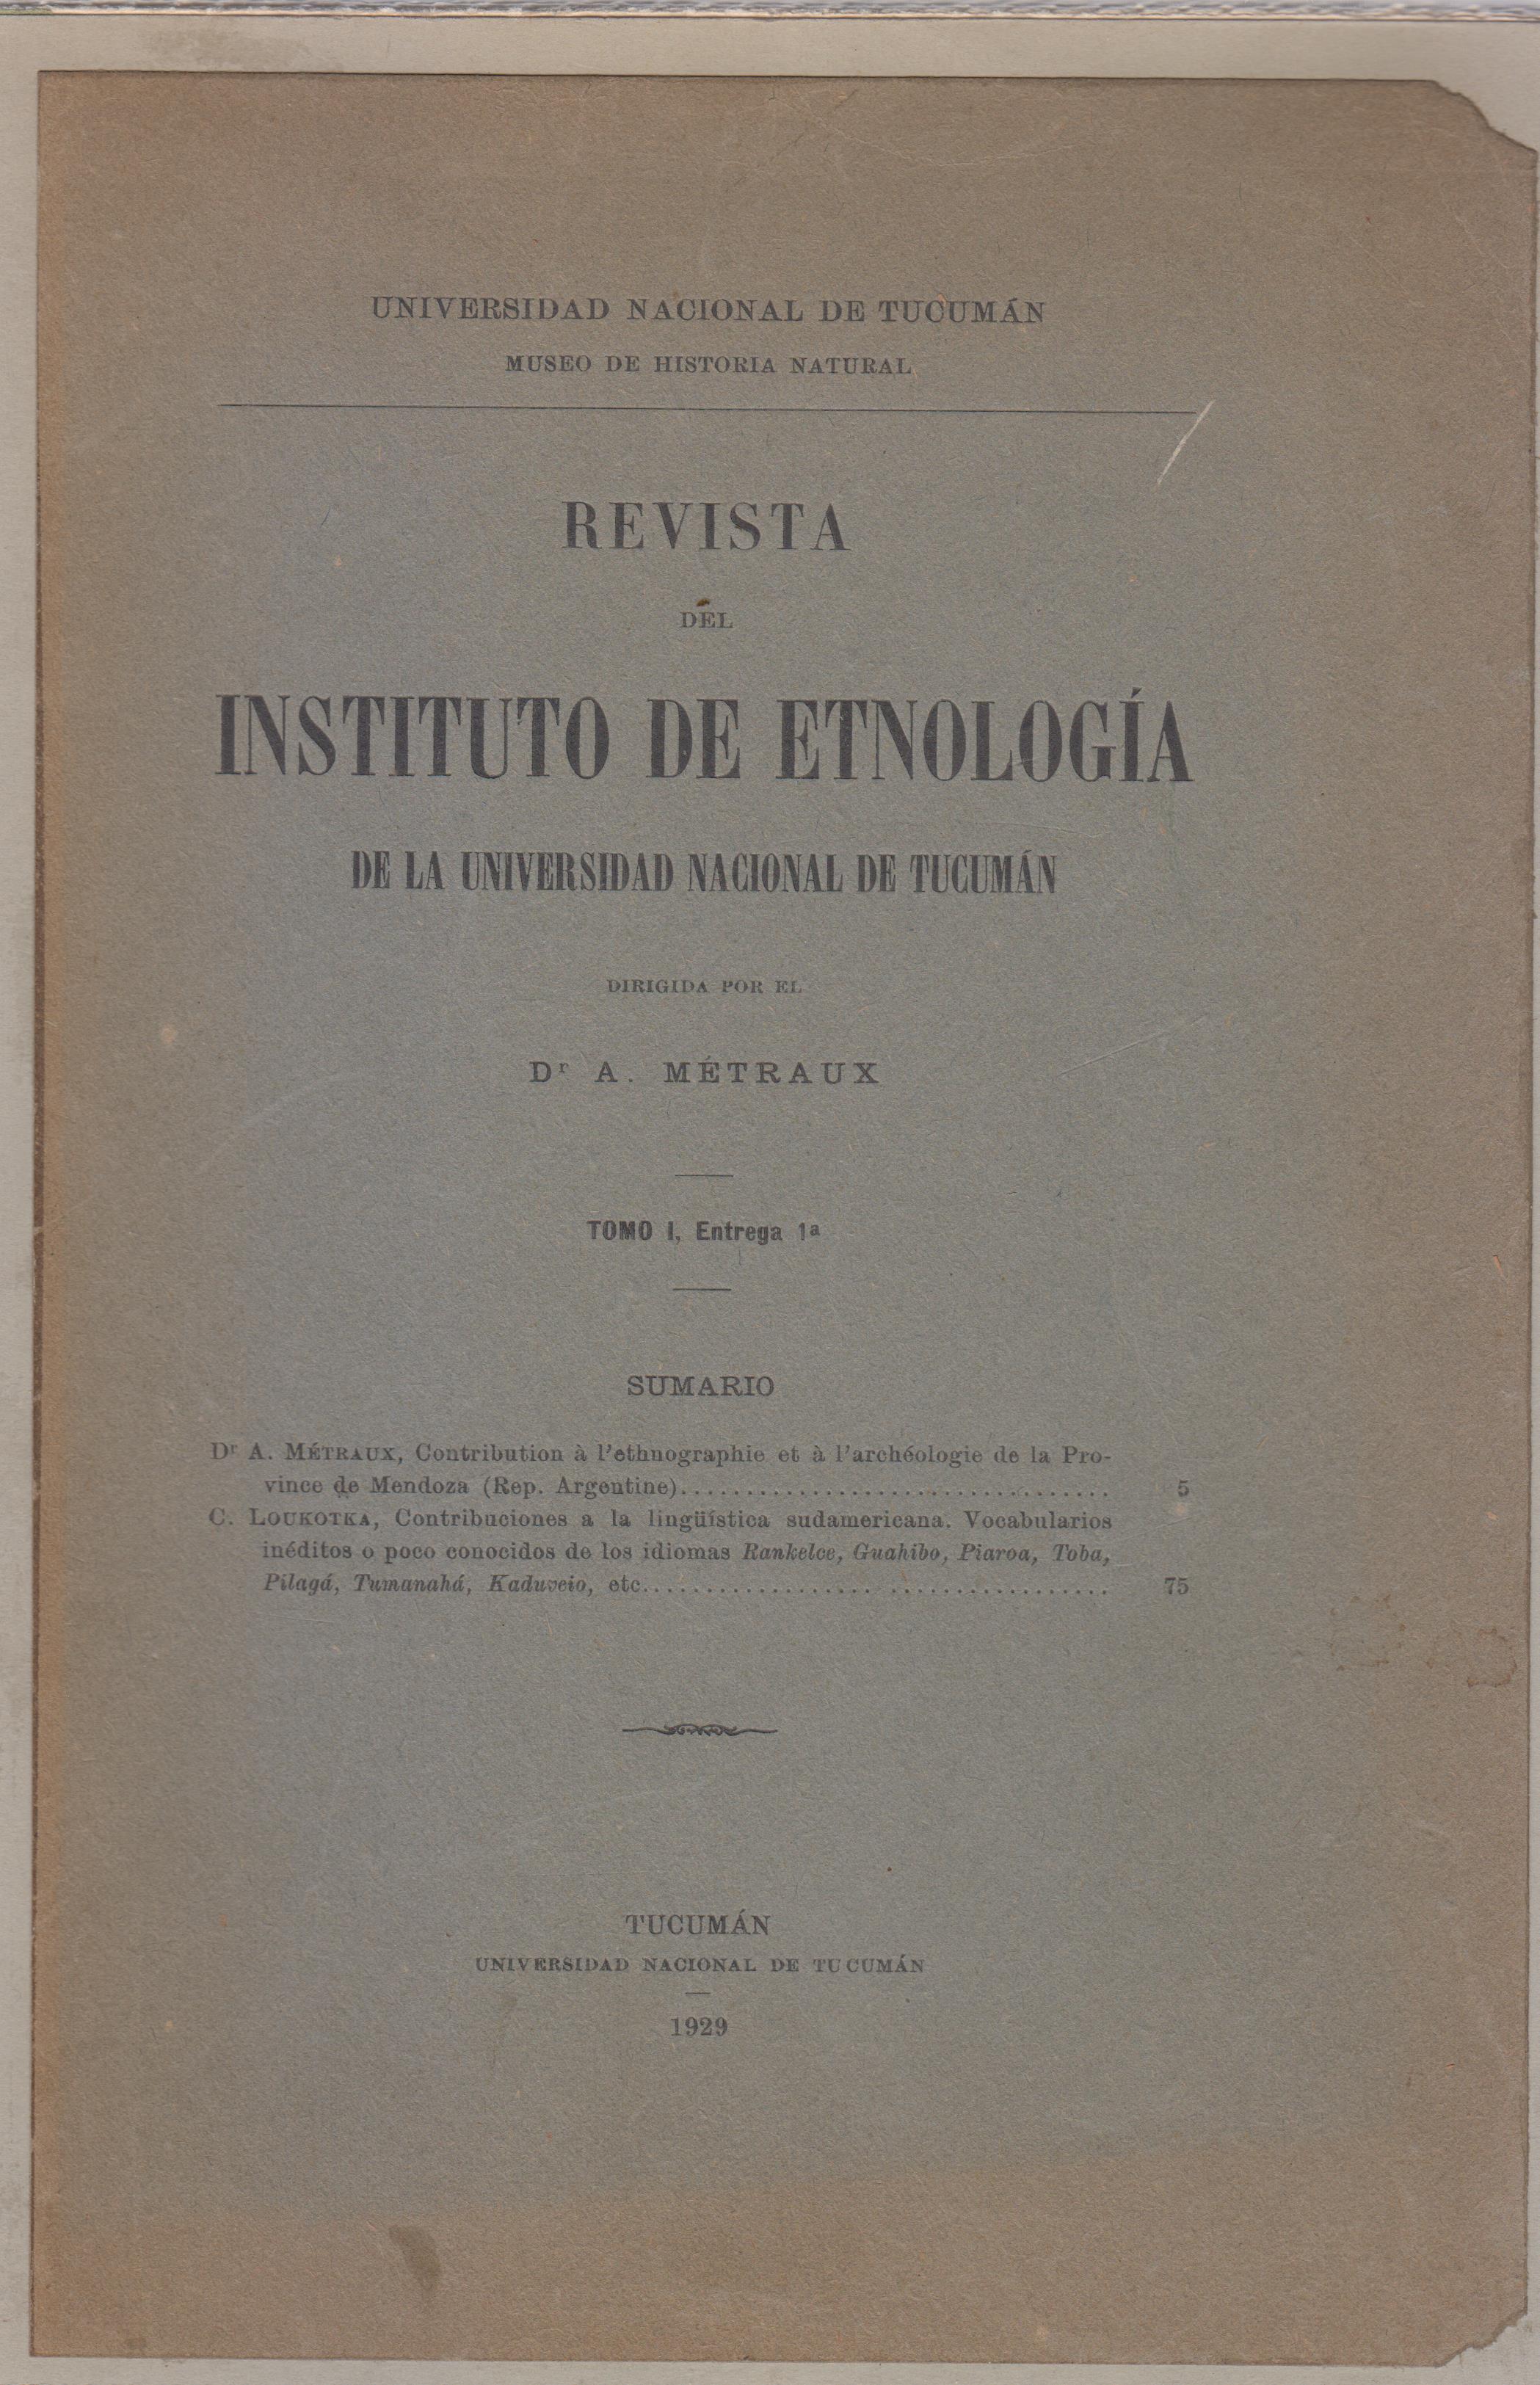 UNIVERSIDAD NACIONAL DE TUCUMÁN
MUSEO DE HISTORIA NATURAL
REVISTA
DEL
INSTITUTO DE ETNOLOGÍA
DE LA UNIVERSIDAD NACIONAL DE TUCUMÁN
DIRIGIDA POR EL
Dr A. MÉTRAUX
TOMO I, Entrega 1ª
SUMARIO
Dr A. MÉTRAUX, Contribution à l'ethnographie et à l'archéologie de la Pro-
vince de Mendoza (Rep. Argentine)................................. 5
C. LOUKOTKA, Contribuciones a la lingüística sudamericana. Vocabularios
inéditos o poco conocidos de los idiomas Rankelce, Guahibo, Piaroa, Toba,
Pilagá, Tumanahá, Kaduveio, etc.................. ................. 75
TUCUMÁN
UNIVERSIDAD NACIONAL DE TUCUMÁN
1929